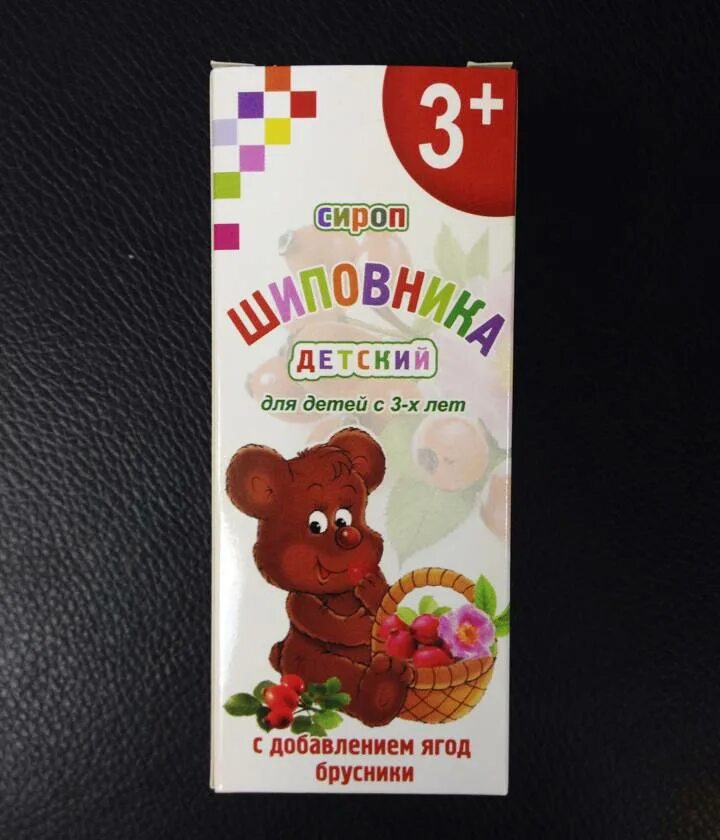 3+
сироп
ШИПОВНИКА
ДЕТСКИЙ
для детей с 3-х лет
с добавлением ягод
брусники